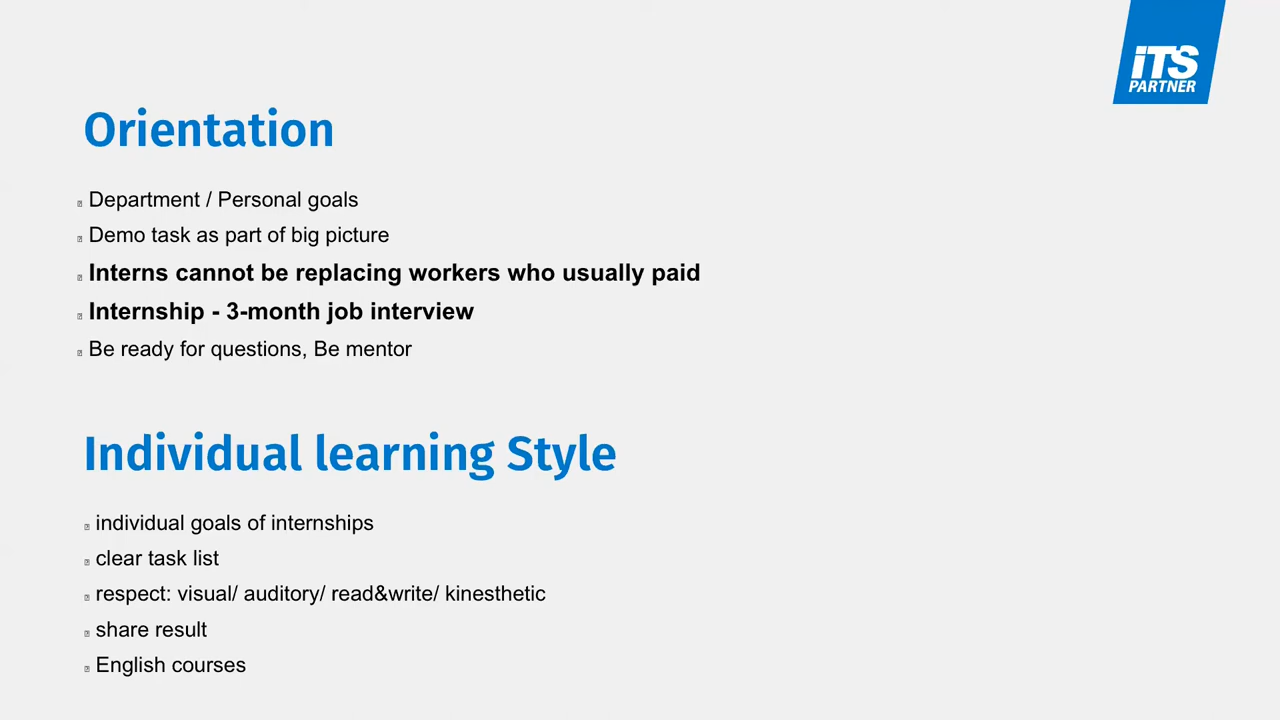 iTS
PARTNER
Orientation
Department / Personal goals
Demo task as part of big picture
Interns cannot be replacing workers who usually paid
Internship - 3-month job interview
Be ready for questions, Be mentor
Individual learning Style
individual goals of internships
clear task list
respect: visual/ auditory/ read&write/ kinesthetic
share result
English courses